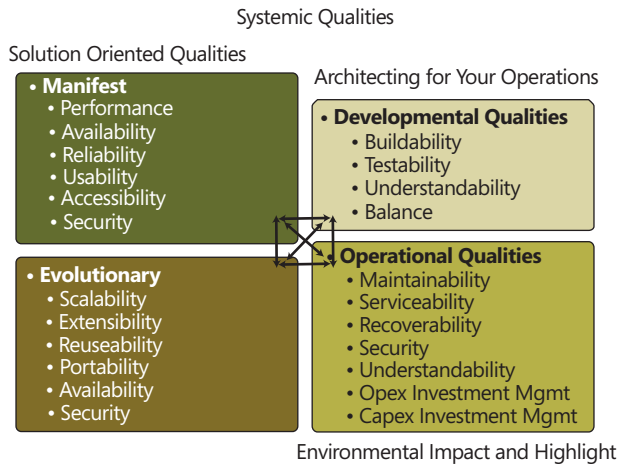 Systemic Qualities
Solution Oriented Qualities
• Manifest
• Performance
• Availability
• Reliability
• Usability
• Accessibility
• Security
• Evolutionary
• Scalability
• Extensibility
• Reuseability
• Portability
• Availability
• Security
Architecting for Your Operations
• Developmental Qualities
• Buildability
• Testability
• Understandability
• Balance
• Operational Qualities
• Maintainability
• Serviceability
• Recoverability
• Security
• Understandability
• Opex Investment Mgmt
• Capex Investment Mgmt
Environmental Impact and Highlight